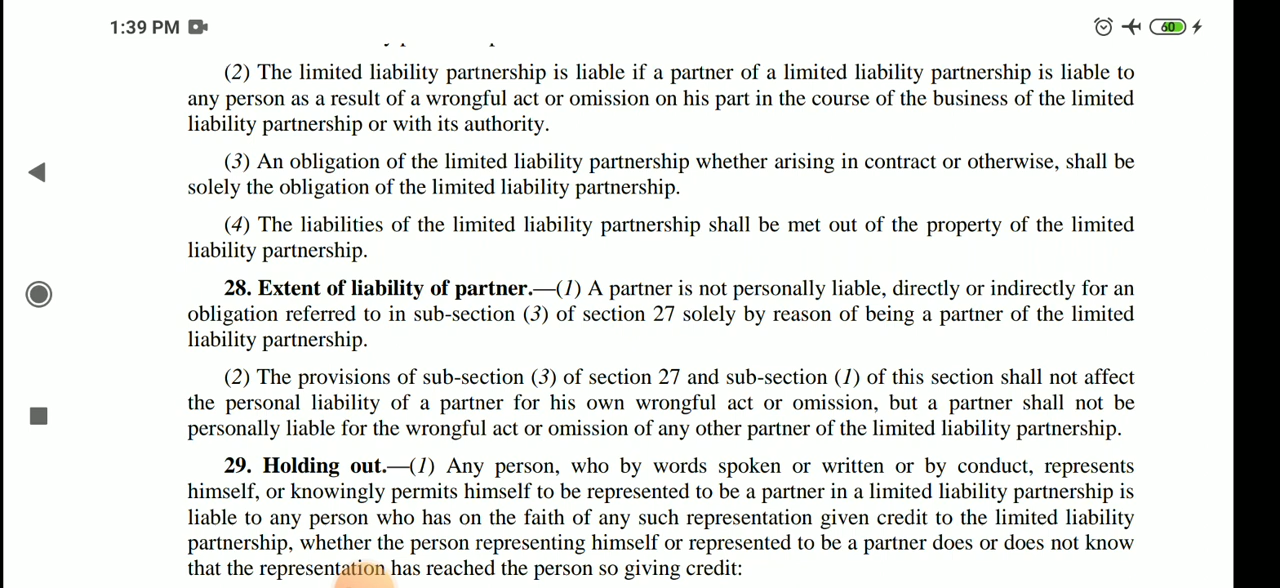 1:39 PM
60
(2) The limited liability partnership is liable if a partner of a limited liability partnership is liable to
any person as a result of a wrongful act or omission on his part in the course of the business of the limited
liability partnership or with its authority.
(3) An obligation of the limited liability partnership whether arising in contract or otherwise, shall be
solely the obligation of the limited liability partnership.
(4) The liabilities of the limited liability partnership shall be met out of the property of the limited
liability partnership.
28. Extent of liability of partner.—(1) A partner is not personally liable, directly or indirectly for an
obligation referred to in sub-section (3) of section 27 solely by reason of being a partner of the limited
liability partnership.
(2) The provisions of sub-section (3) of section 27 and sub-section (1) of this section shall not affect
the personal liability of a partner for his own wrongful act or omission, but a partner shall not be
personally liable for the wrongful act or omission of any other partner of the limited liability partnership.
29. Holding out.—(1) Any person, who by words spoken or written or by conduct, represents
himself, or knowingly permits himself to be represented to be a partner in a limited liability partnership is
liable to any person who has on the faith of any such representation given credit to the limited liability
partnership, whether the person representing himself or represented to be a partner does or does not know
that the representation has reached the person so giving credit: